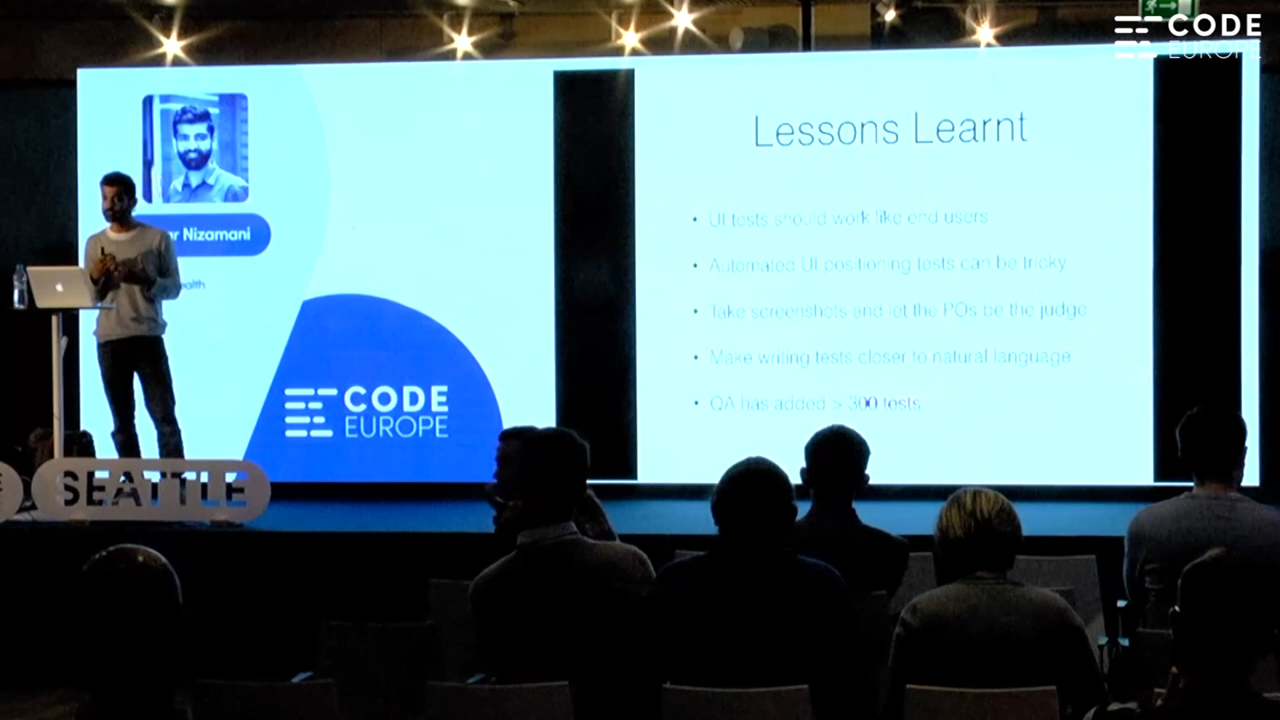 CODE
EUROPE
Lessons Learnt
Nizamani
• UI tests should work like end users
• Automated UI positioning tests can be tricky
• Take screenshots and let the POs be the judge
• Make writing tests closer to natural language
• QA has added > 300 tests
CODE
EUROPE
SEATTLE